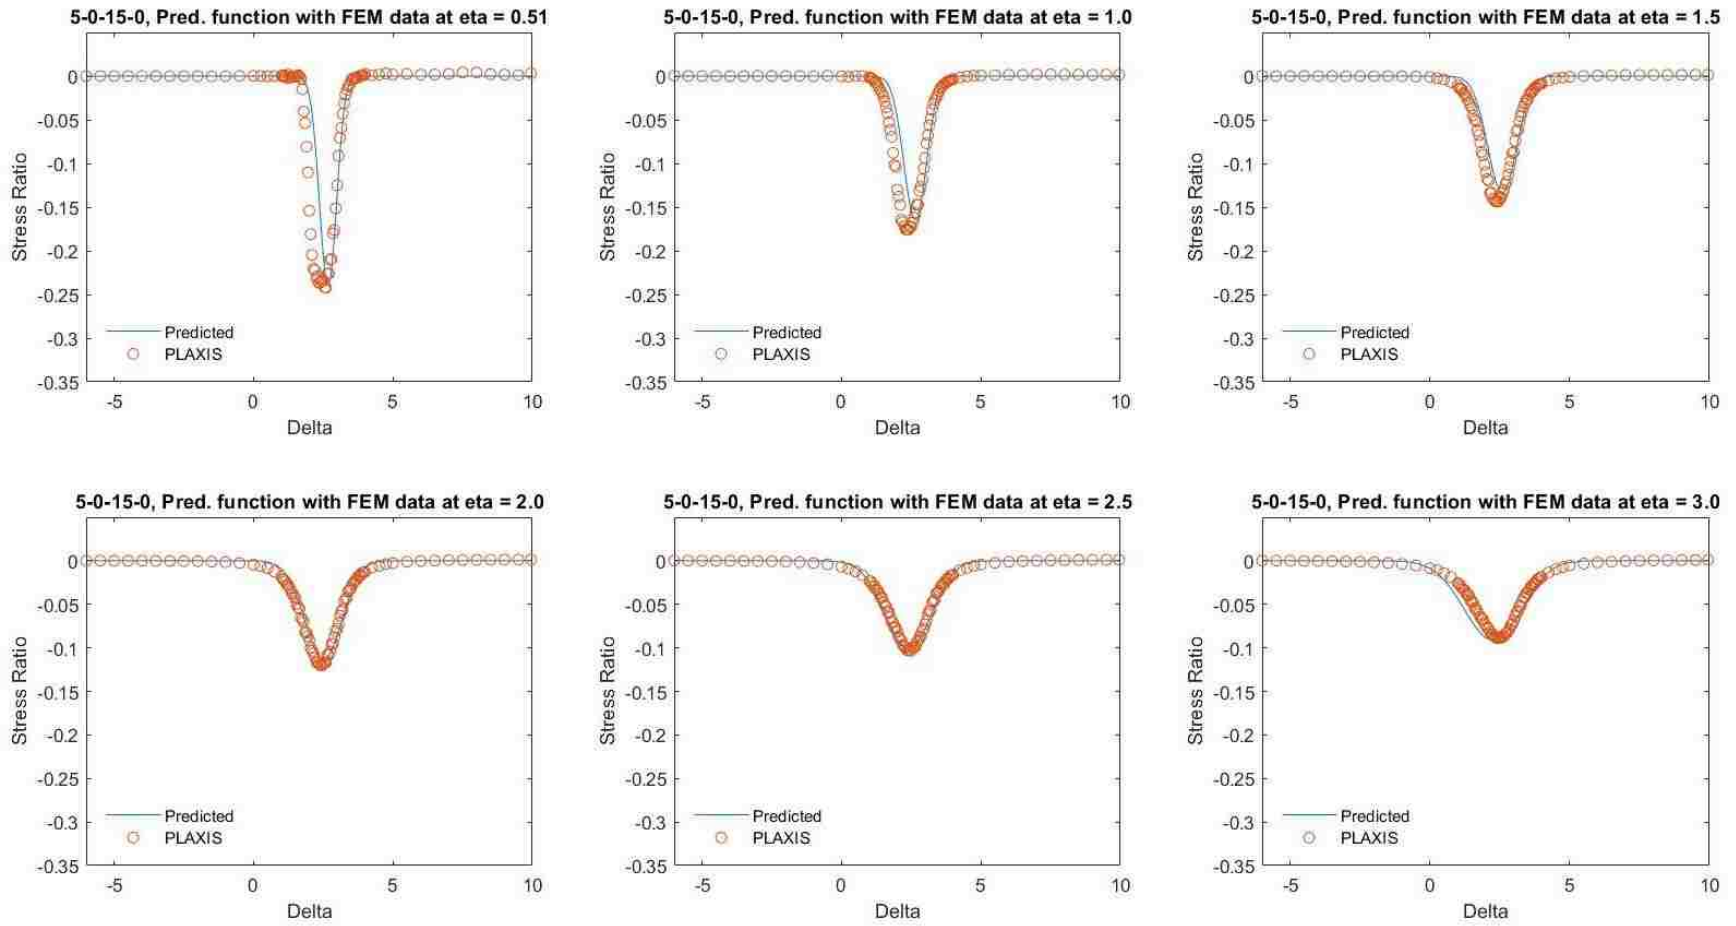 5-0-15-0, Pred. function with FEM data at eta = 0.51
0
-0.05
-0.1
-0.15
-0.2
-0.25
-0.3
-0.35
Stress Ratio
Predicted
PLAXIS
-5
0
5
10
Delta
5-0-15-0, Pred. function with FEM data at eta = 1.0
0
-0.05
-0.1
-0.15
-0.2
-0.25
-0.3
-0.35
Stress Ratio
Predicted
PLAXIS
-5
0
5
10
Delta
5-0-15-0, Pred. function with FEM data at eta = 1.5
0
-0.05
-0.1
-0.15
-0.2
-0.25
-0.3
-0.35
Stress Ratio
Predicted
PLAXIS
-5
0
5
10
Delta
5-0-15-0, Pred. function with FEM data at eta = 2.0
0
-0.05
-0.1
-0.15
-0.2
-0.25
-0.3
-0.35
Stress Ratio
Predicted
PLAXIS
-5
0
5
10
Delta
5-0-15-0, Pred. function with FEM data at eta = 2.5
0
-0.05
-0.1
-0.15
-0.2
-0.25
-0.3
-0.35
Stress Ratio
Predicted
PLAXIS
-5
0
5
10
Delta
5-0-15-0, Pred. function with FEM data at eta = 3.0
0
-0.05
-0.1
-0.15
-0.2
-0.25
-0.3
-0.35
Stress Ratio
Predicted
PLAXIS
-5
0
5
10
Delta